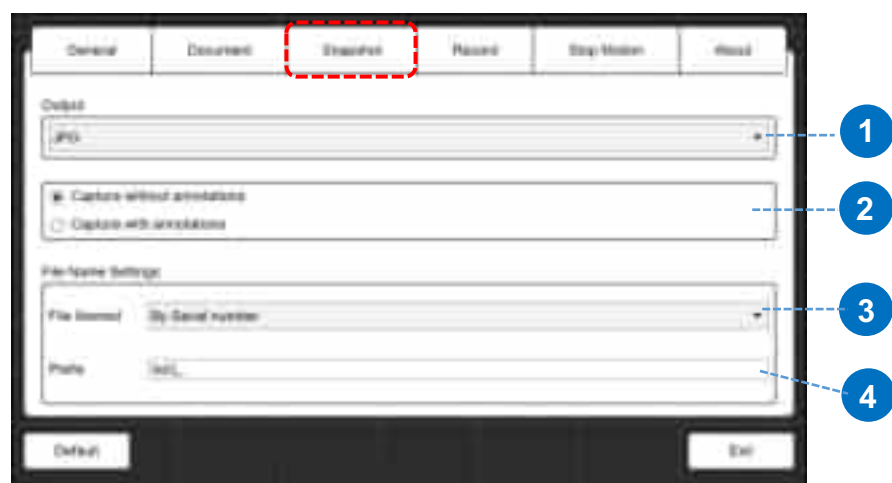 General Document Snapshot Record Stop Motion About
Output
JPG
1
Capture without annotations
2
Capture with annotations
File Name Settings
File format By Serial number
3
Prefix
4
Default Exit